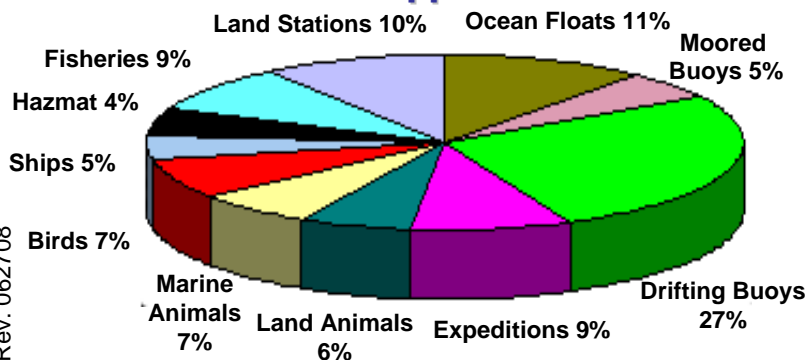 Land Stations 10%
Ocean Floats 11%
Moored
Buoys 5%
Fisheries 9%
Hazmat 4%
Ships 5%
Birds 7%
Marine
Animals
7%
Land Animals
6%
Expeditions 9%
Drifting Buoys
27%
Rev. 062708